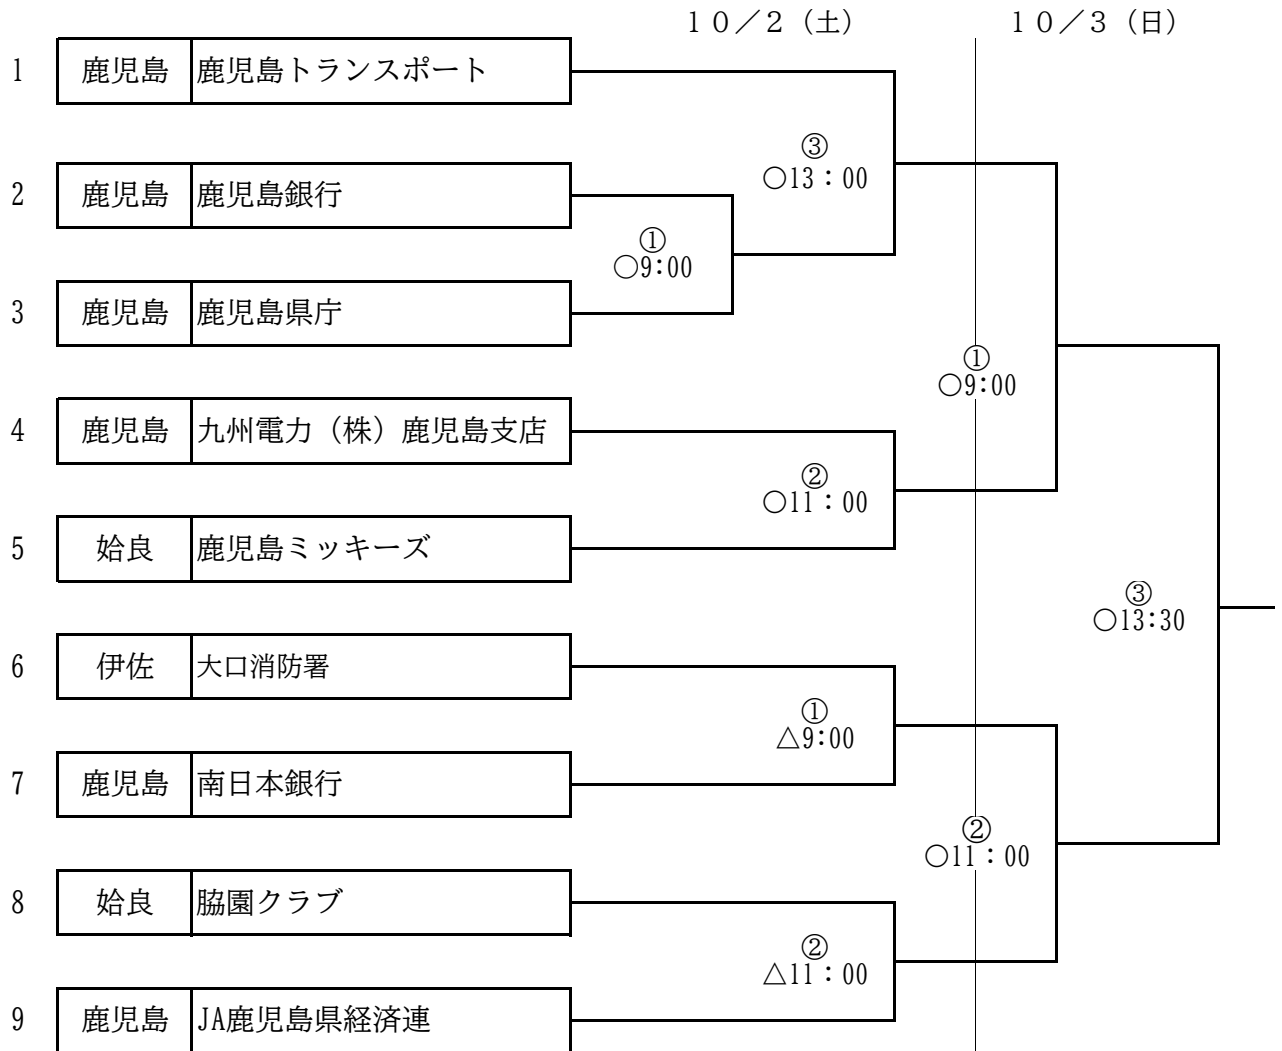 １０／２（土）
１０／３（日）
1 鹿児島 鹿児島トランスポート
③
○13：00
2 鹿児島 鹿児島銀行
①
○9:00
3 鹿児島 鹿児島県庁
①
○9:00
4 鹿児島 九州電力（株）鹿児島支店
②
○11：00
5 姶良 鹿児島ミッキーズ
③
○13:30
6 伊佐 大口消防署
①
△9:00
7 鹿児島 南日本銀行
②
○11：00
8 姶良 脇園クラブ
②
△11：00
9 鹿児島 JA鹿児島県経済連